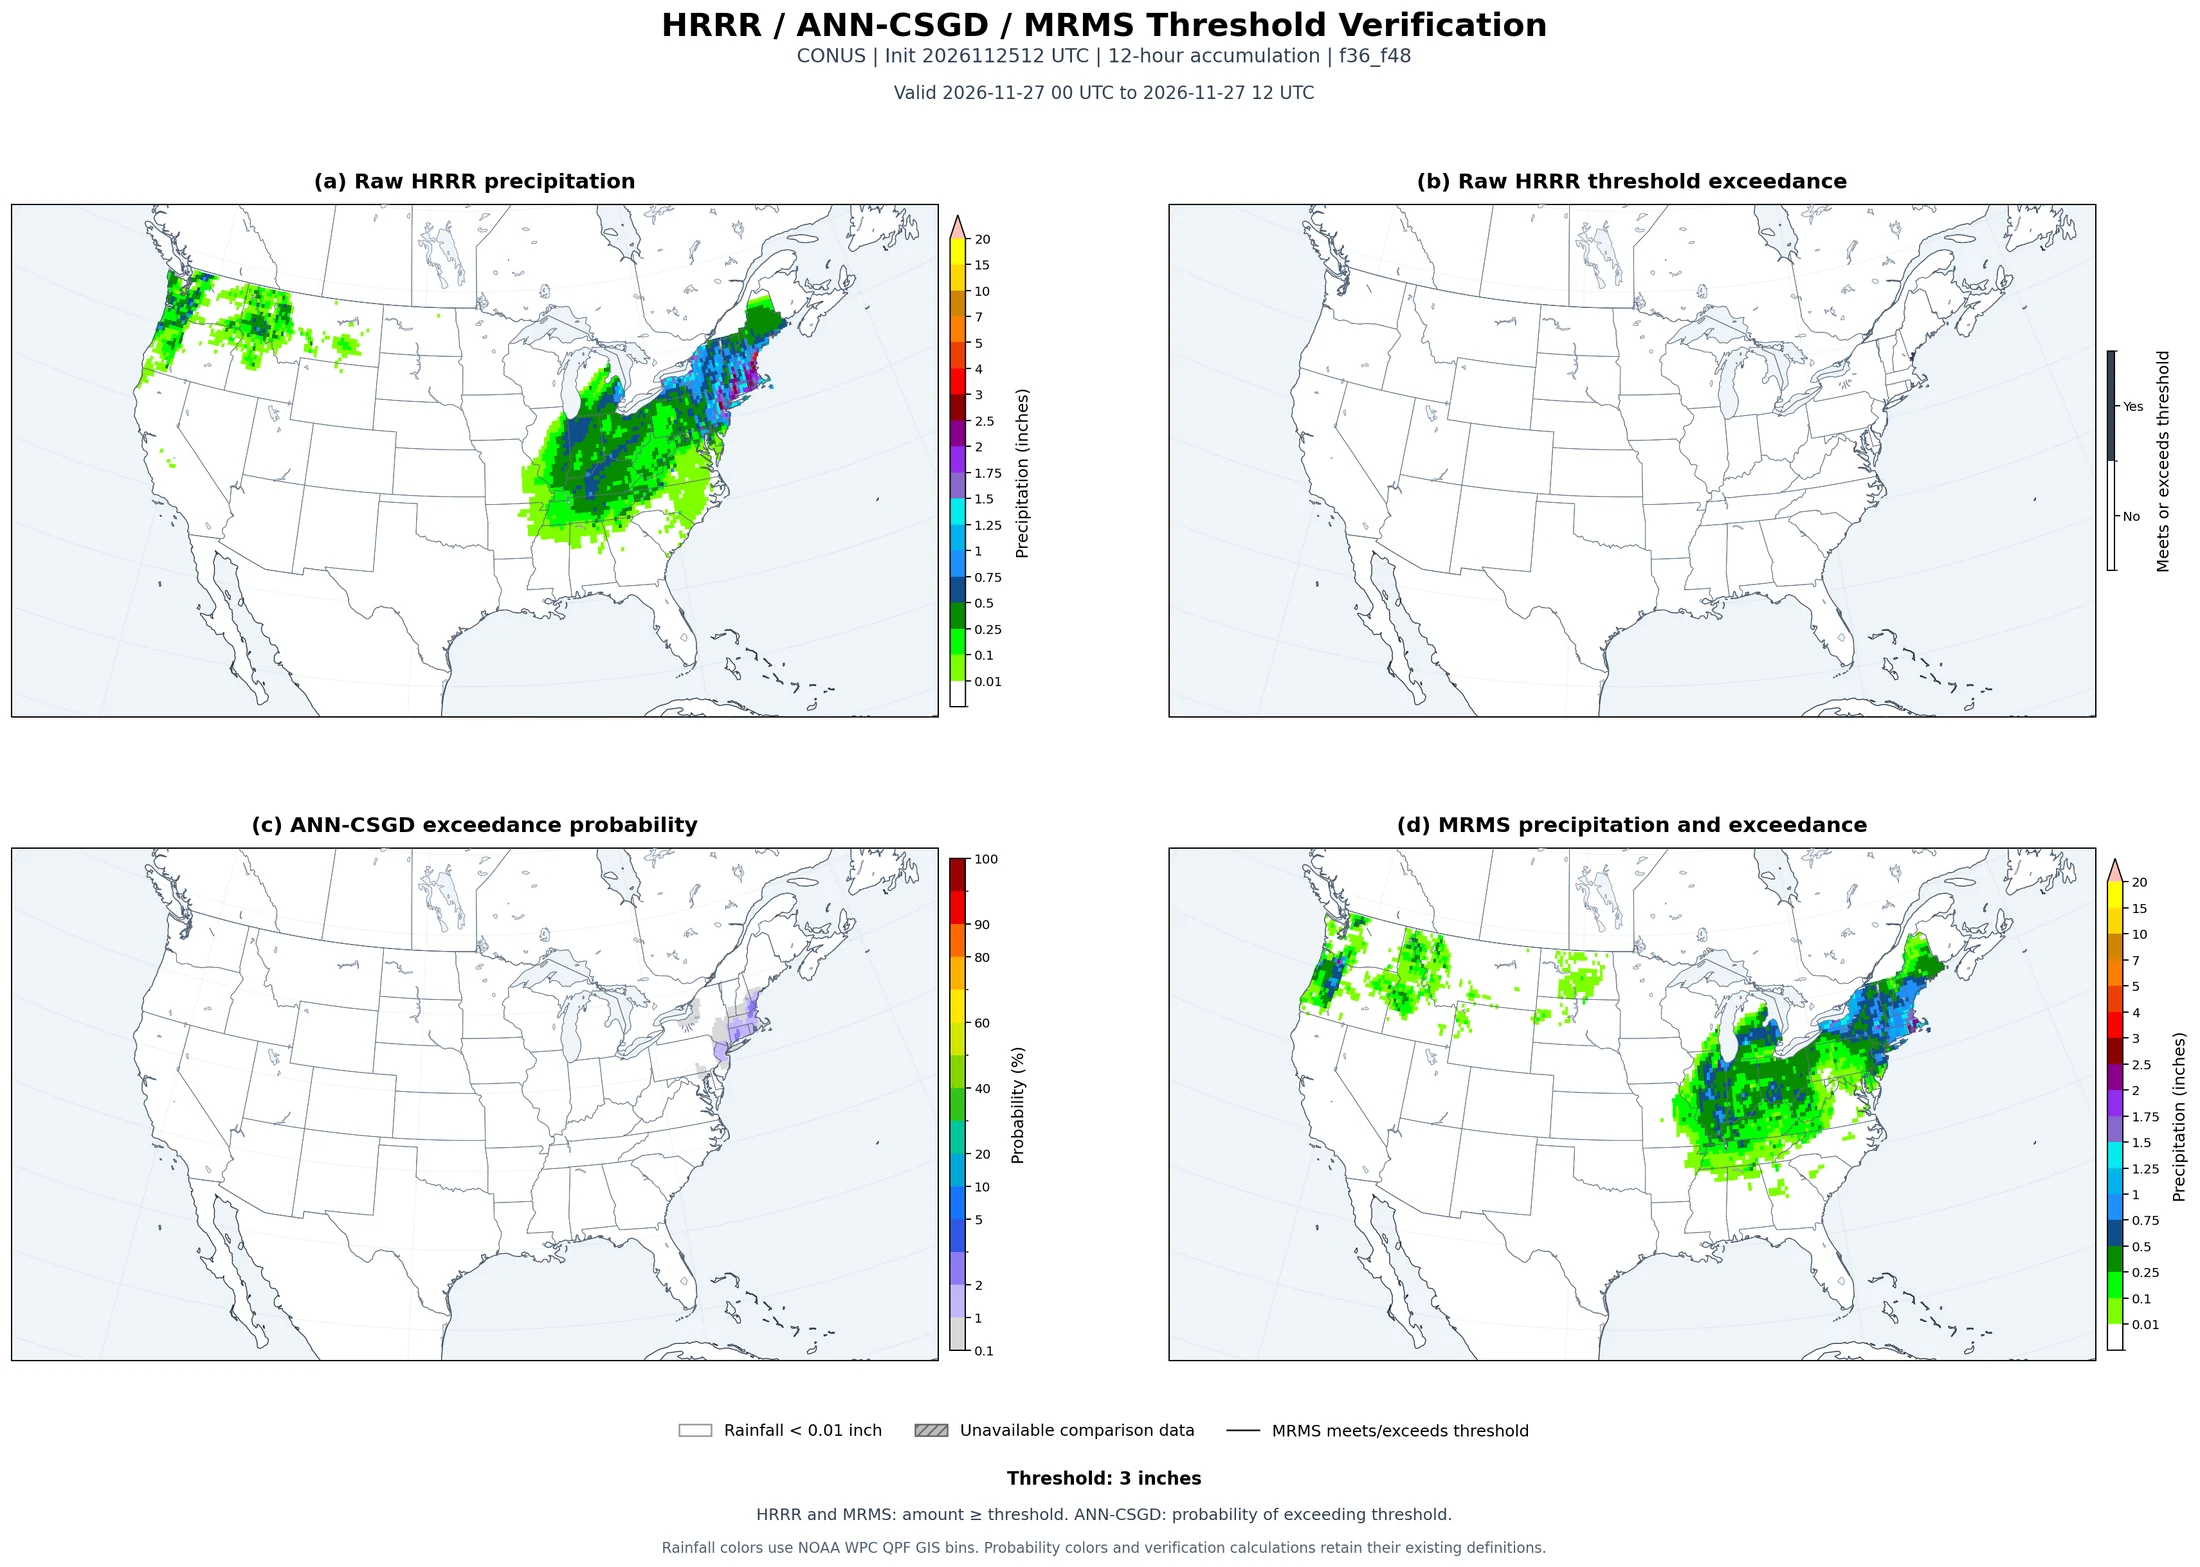 HRRR / ANN-CSGD / MRMS Threshold Verification
CONUS | Init 2026112512 UTC | 12-hour accumulation | f36_f48
Valid 2026-11-27 00 UTC to 2026-11-27 12 UTC
(a) Raw HRRR precipitation
20
15
10
7
5
4
3
2.5
2
1.75
1.5
1.25
1
0.75
0.5
0.25
0.1
0.01
Precipitation (inches)
(b) Raw HRRR threshold exceedance
Yes
No
Meets or exceeds threshold
(c) ANN-CSGD exceedance probability
100
90
80
60
40
20
10
5
2
1
0.1
Probability (%)
(d) MRMS precipitation and exceedance
20
15
10
7
5
4
3
2.5
2
1.75
1.5
1.25
1
0.75
0.5
0.25
0.1
0.01
Precipitation (inches)
Rainfall < 0.01 inch
Unavailable comparison data
MRMS meets/exceeds threshold
Threshold: 3 inches
HRRR and MRMS: amount ≥ threshold. ANN-CSGD: probability of exceeding threshold.
Rainfall colors use NOAA WPC QPF GIS bins. Probability colors and verification calculations retain their existing definitions.